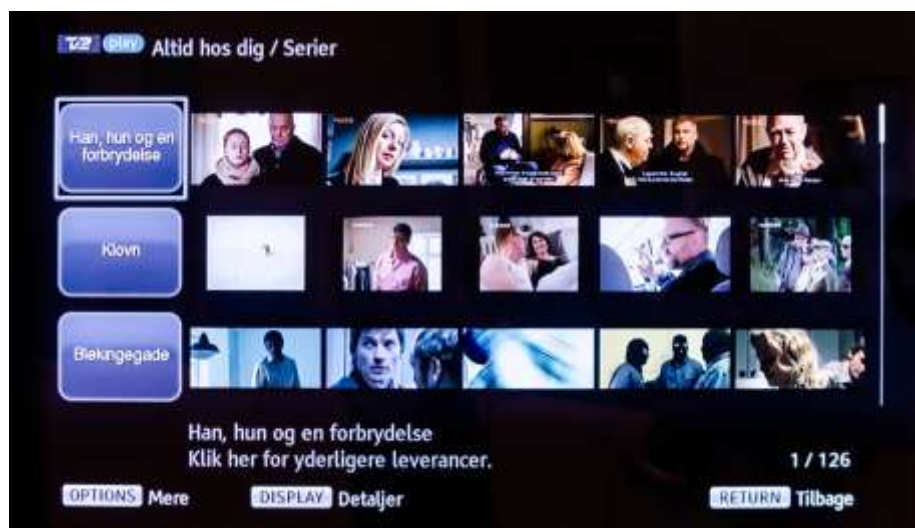 TV2 play Altid hos dig / Serier
Han, hun og en
forbrydelse
Klovn
Blekingegade
Han, hun og en forbrydelse
Klik her for yderligere leverancer.
1 / 126
OPTIONS Mere DISPLAY Detaljer RETURN Tilbage